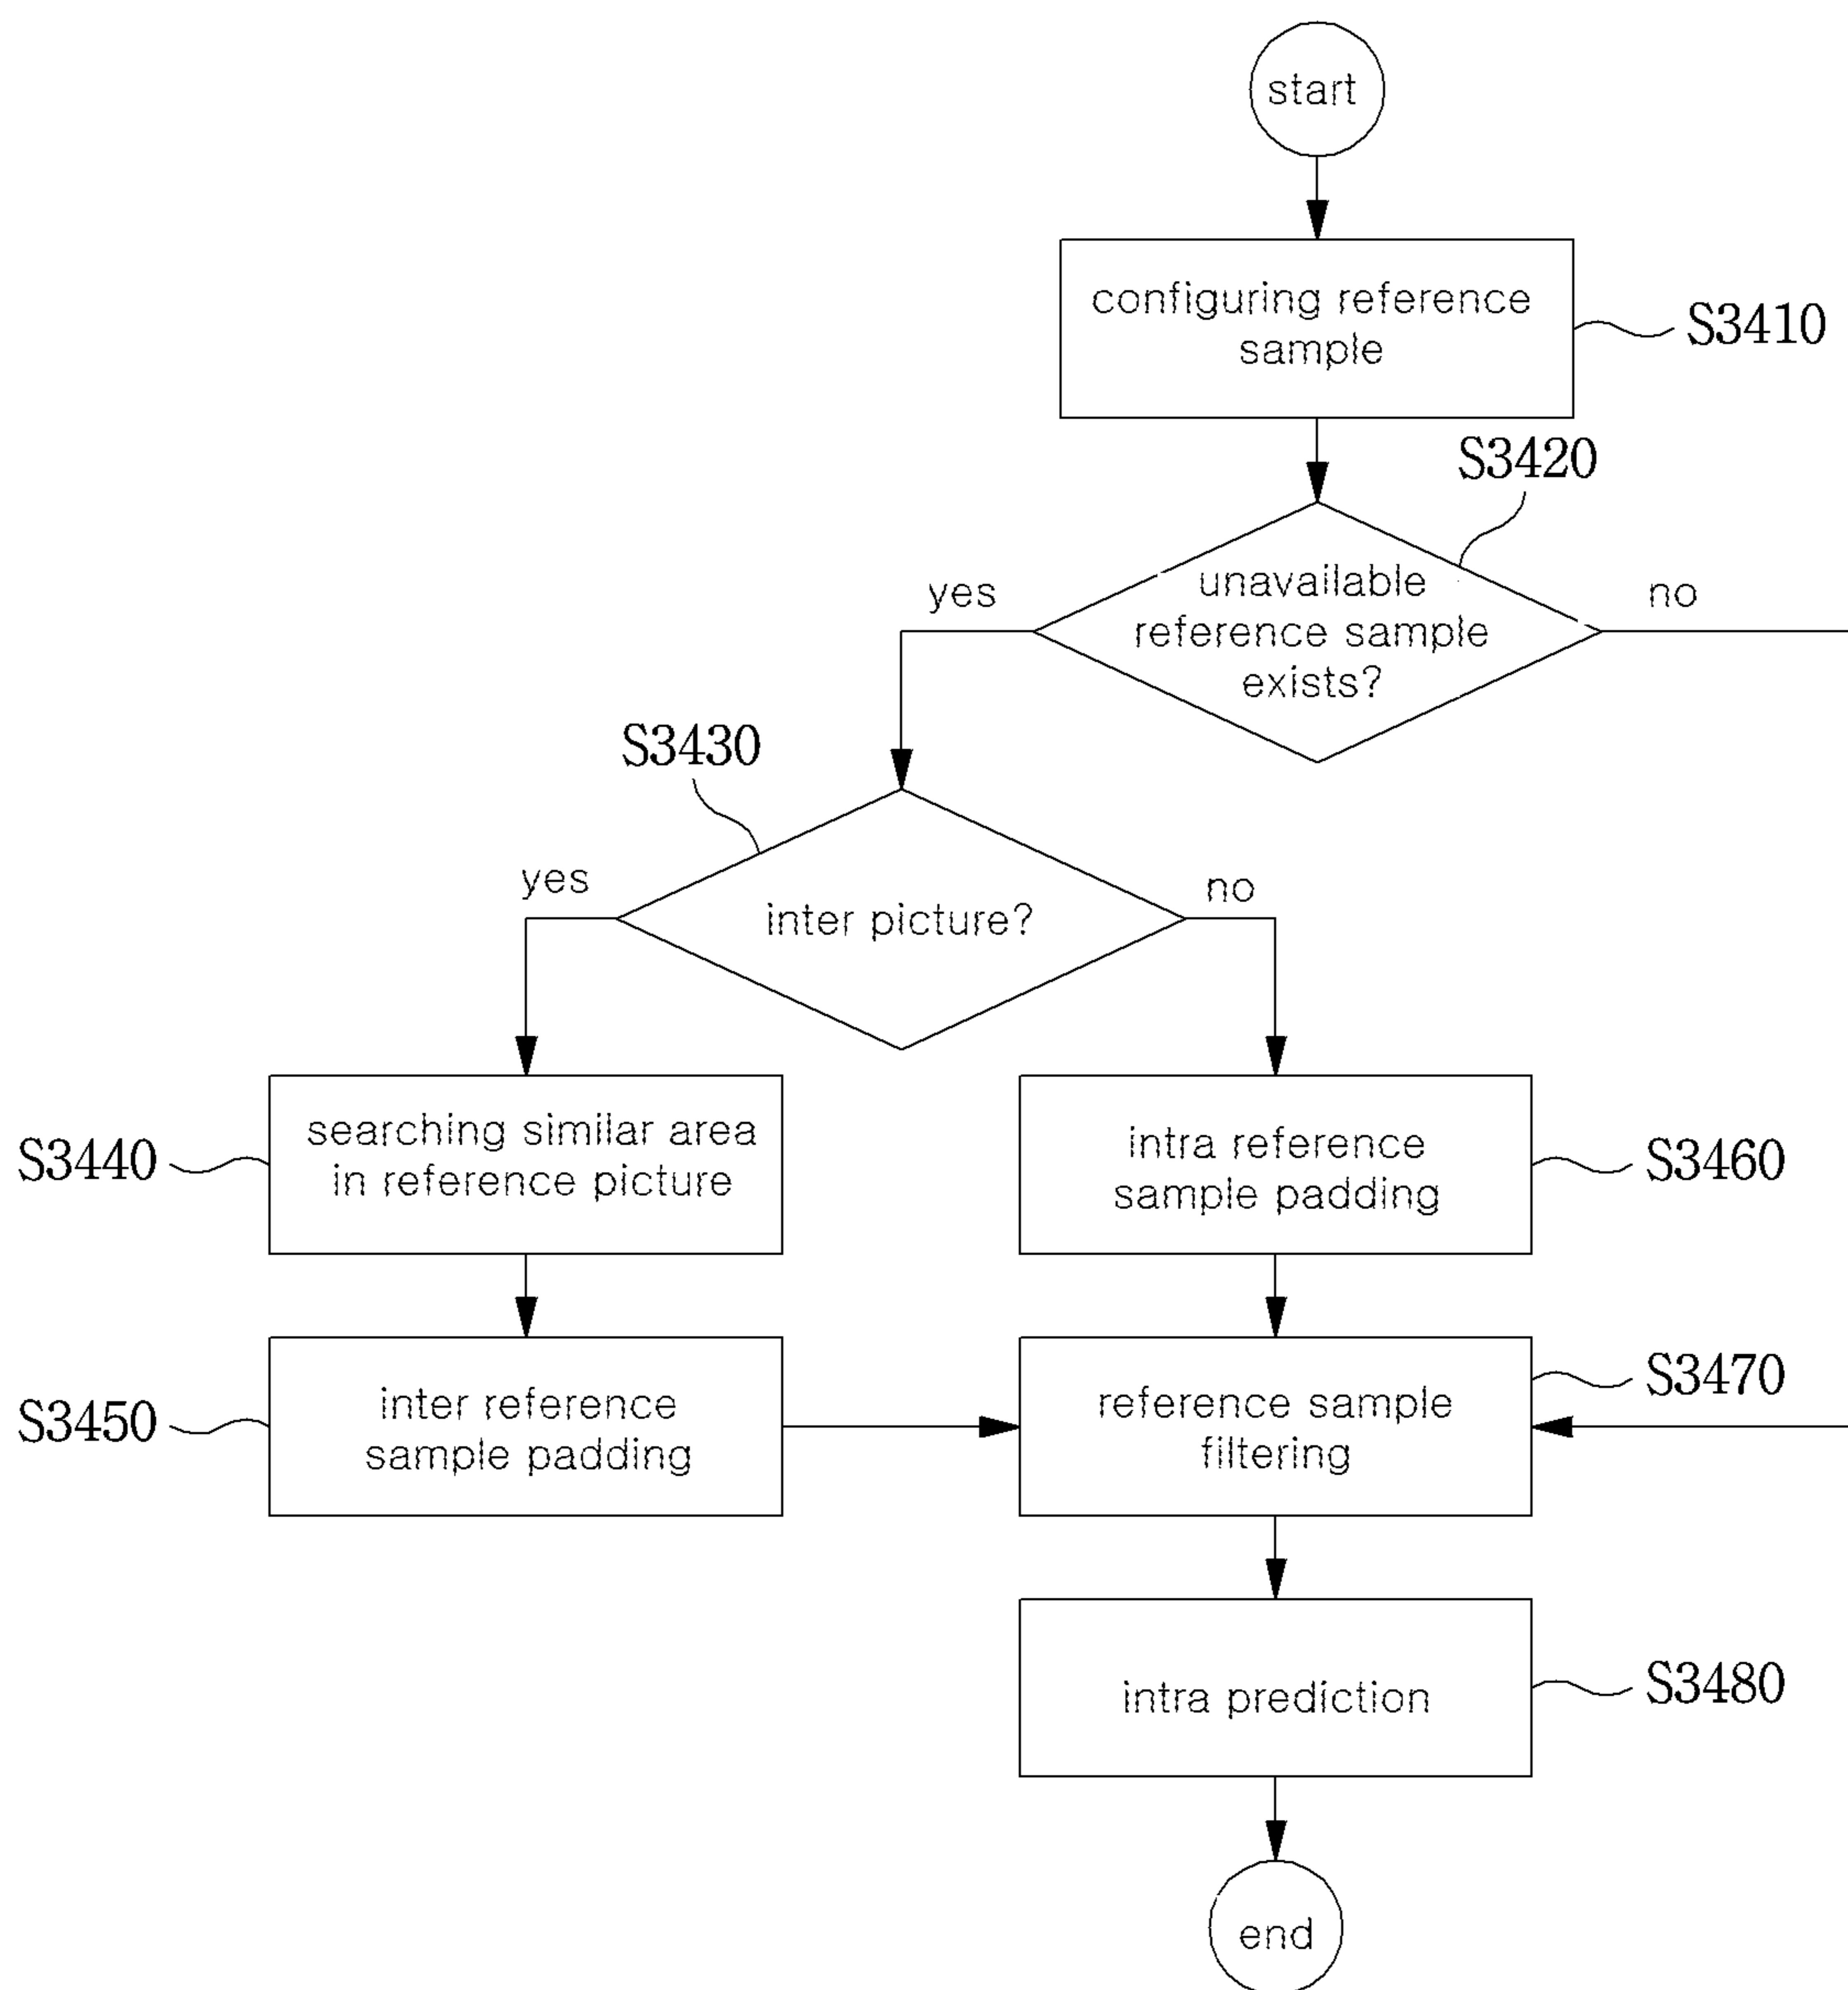 start
configuring reference
sample
S3410
S3420
yes
unavailable
reference sample
exists?
no
S3430
yes
inter picture?
no
S3440
searching similar area
in reference picture
intra reference
sample padding
S3460
S3450
inter reference
sample padding
reference sample
filtering
S3470
intra prediction
S3480
end